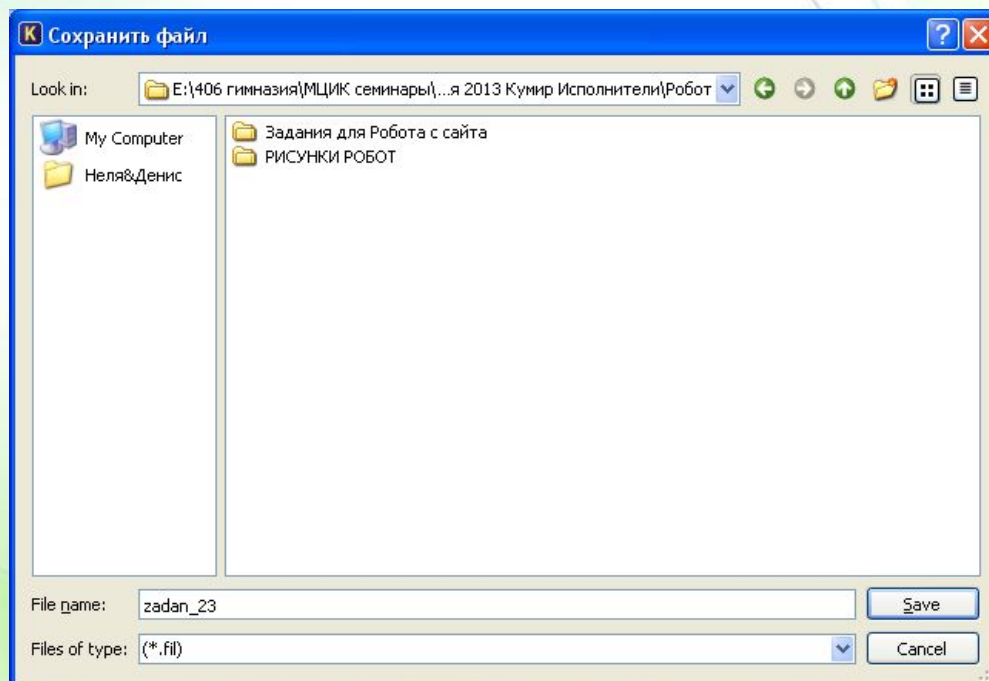 K Сохранить файл
Look in: E:\406 гимназия\МЦИК семинары\...я 2013 Кумир Исполнители\Робот
My Computer
Неля&Денис
Задания для Робота с сайта
РИСУНКИ РОБОТ
File name: zadan_23 Save
Files of type: (*.fil) Cancel